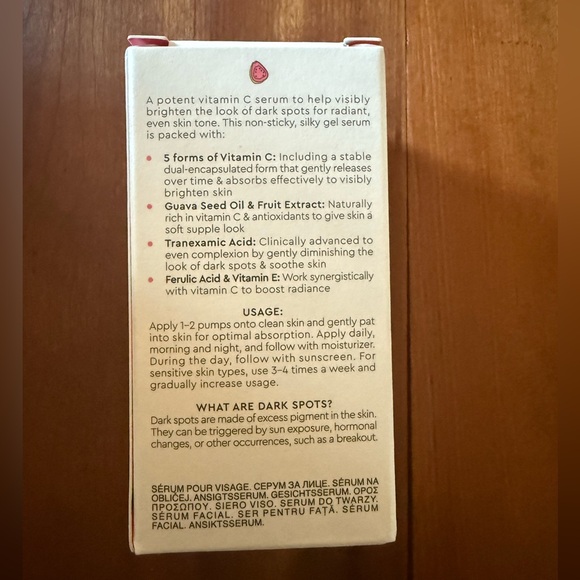 A potent vitamin C serum to help visibly
brighten the look of dark spots for radiant,
even skin tone. This non-sticky, silky gel serum
is packed with:
• 5 forms of Vitamin C: Including a stable
dual-encapsulated form that gently releases
over time & absorbs effectively to visibly
brighten skin
• Guava Seed Oil & Fruit Extract: Naturally
rich in vitamin C & antioxidants to give skin a
soft supple look
• Tranexamic Acid: Clinically advanced to
even complexion by gently diminishing the
look of dark spots & soothe skin
• Ferulic Acid & Vitamin E: Work synergistically
with vitamin C to boost radiance
USAGE:
Apply 1-2 pumps onto clean skin and gently pat
into skin for optimal absorption. Apply daily,
morning and night, and follow with moisturizer.
During the day, follow with sunscreen. For
sensitive skin types, use 3-4 times a week and
gradually increase usage.
WHAT ARE DARK SPOTS?
Dark spots are made of excess pigment in the skin.
They can be triggered by sun exposure, hormonal
changes, or other occurrences, such as a breakout.
SÉRUM POUR VISAGE. СЕРУМ ЗА ЛИЦЕ. SÉRUM NA
OBLIČEJ. ANSIGTSSERUM. GESICHTSSERUM. ΟΡΟΣ
ΠΡΟΣΩΠΟΥ. SIERO VISO. SERUM DO TWARZY.
SÉRUM FACIAL. SER PENTRU FAȚĂ. SÉRUM
FACIAL. ANSIKTSSERUM.